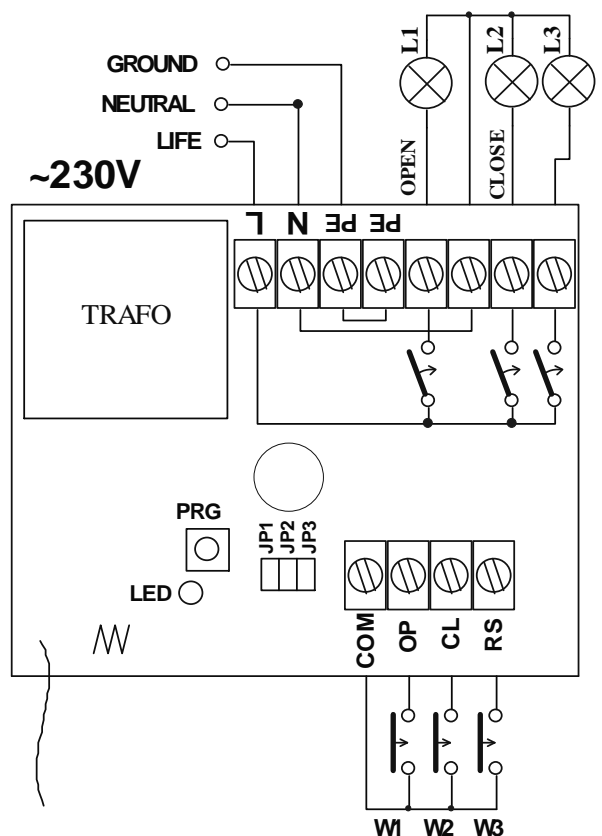 L1
L2
L3
GROUND
NEUTRAL
LIFE
OPEN
CLOSE
~230V
L N PE PE
TRAFO
PRG
JP1
JP2
JP3
LED
COM
OP
CL
RS
W1 W2 W3